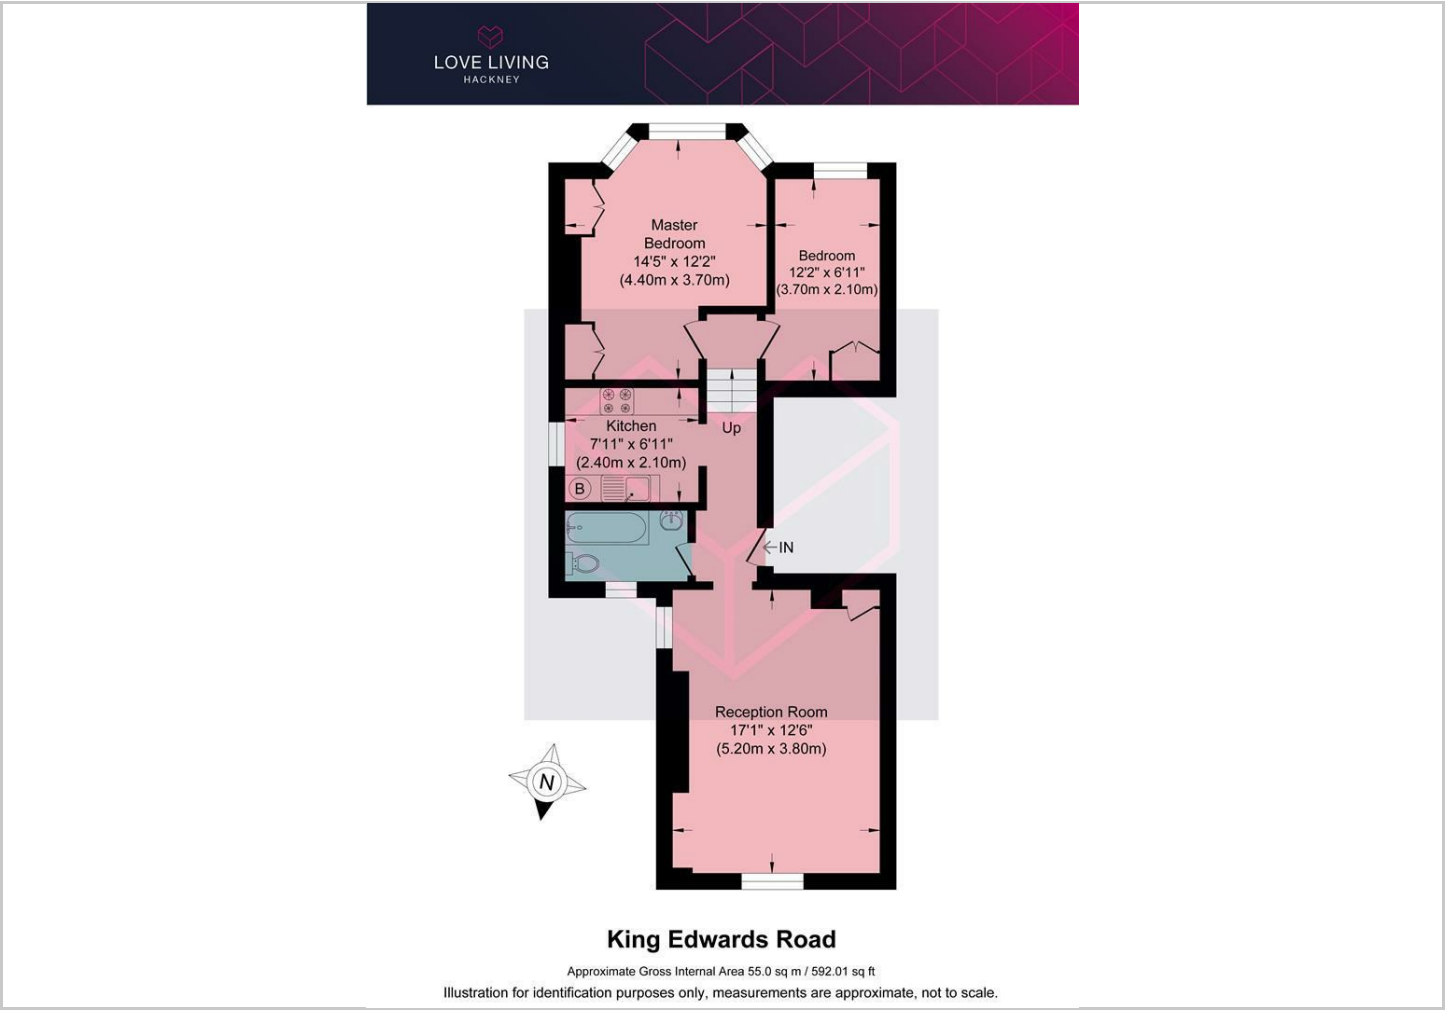 LOVE LIVING
HACKNEY
Master
Bedroom
14'5" x 12'2"
(4.40m x 3.70m)
Bedroom
12'2" x 6'11"
(3.70m x 2.10m)
Up
Kitchen
7'11" x 6'11"
(2.40m x 2.10m)
B
IN
Reception Room
17'1" x 12'6"
(5.20m x 3.80m)
N
King Edwards Road
Approximate Gross Internal Area 55.0 sq m / 592.01 sq ft
Illustration for identification purposes only, measurements are approximate, not to scale.